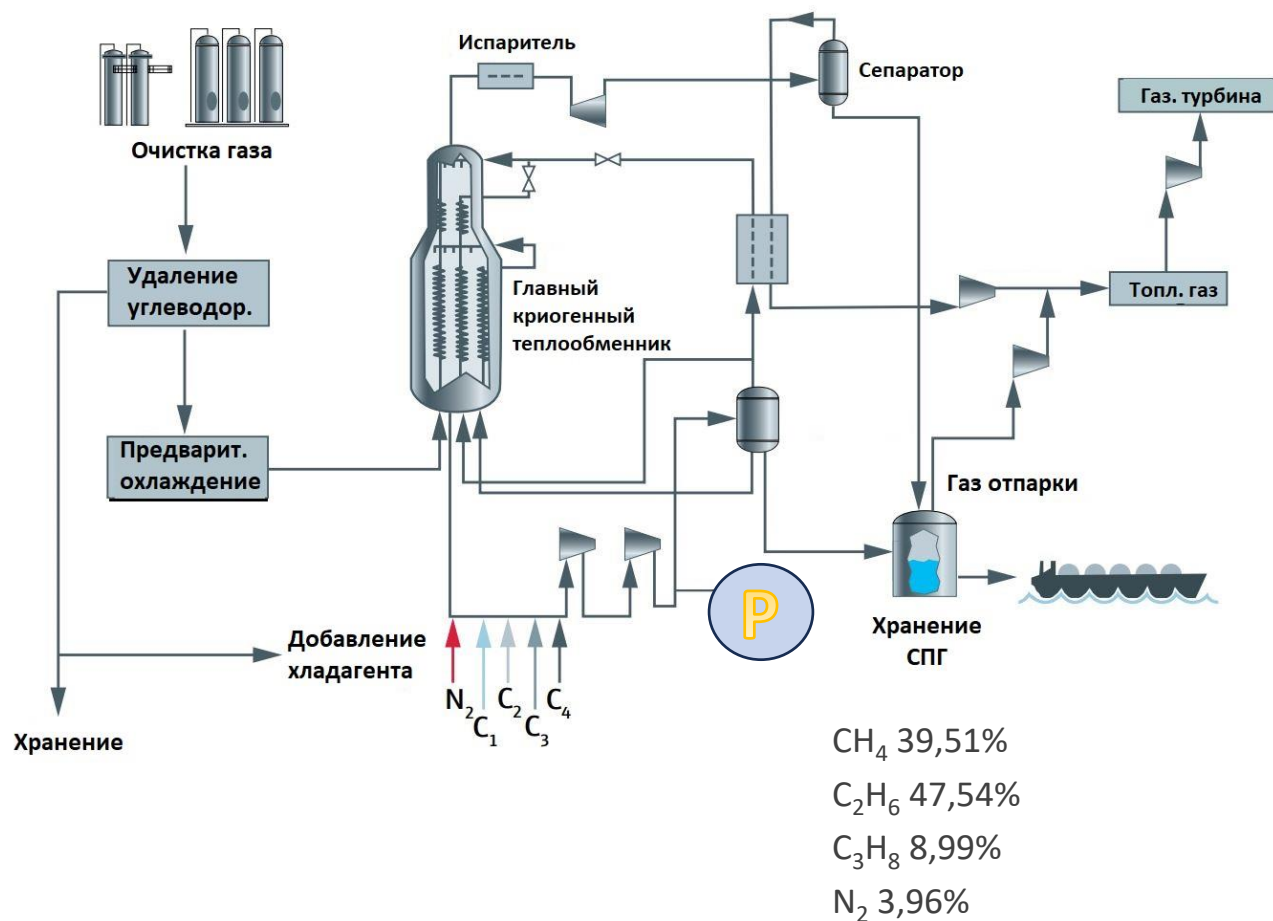 Испаритель
Сепаратор
Газ. турбина
Очистка газа
Удаление
углеводор.
Главный
криогенный
теплообменник
Топл. газ
Предварит.
охлаждение
Газ отпарки
P
Хранение
СПГ
Добавление
хладагента
N₂
C₁
C₂
C₃
C₄
Хранение
CH₄ 39,51%
C₂H₆ 47,54%
C₃H₈ 8,99%
N₂ 3,96%